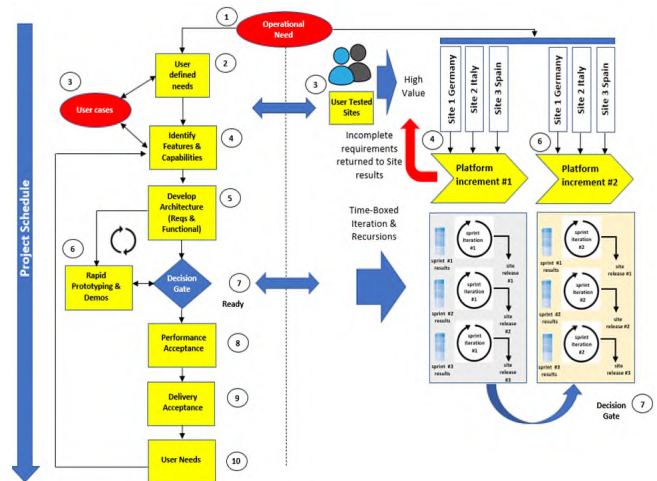 Project Schedule
1
Operational
Need
User
defined
needs
2
3
User cases
Identify
Features &
Capabilities
4
Develop
Architecture
(Reqs &
Functional)
5
6
Rapid
Prototyping &
Demos
Decision
Gate
7
Ready
Performance
Acceptance
8
Delivery
Acceptance
9
User Needs
10
3
User Tested
Sites
High
Value
Incomplete
requirements
returned to Site
results
Time-Boxed
Iteration &
Recursions
Site 1 Germany
Site 2 Italy
Site 3 Spain
Site 1 Germany
Site 2 Italy
Site 3 Spain
4
Platform
increment #1
6
Platform
increment #2
sprint
iteration
#1
sprint #1
results
site
release
#1
sprint
iteration
#1
sprint #2
results
site
release
#2
sprint
iteration
#1
sprint #3
results
site
release
#3
sprint
iteration
#2
sprint #1
results
site
release #1
sprint
iteration
#2
sprint #2
results
site
release #2
sprint
iteration
#2
sprint #3
results
site
release #3
Decision
Gate
7